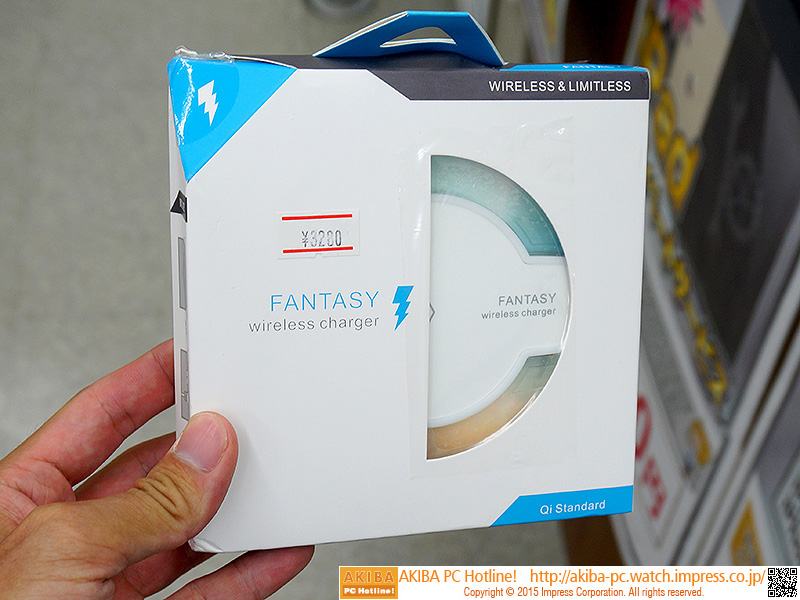 WIRELESS & LIMITLESS
¥3280
FANTASY
wireless charger
FANTASY
wireless charger
Qi Standard
AKIBA
PC Hotline!
AKIBA PC Hotline! http://akiba-pc.watch.impress.co.jp/
Copyright © 2015 Impress Corporation. All rights reserved.